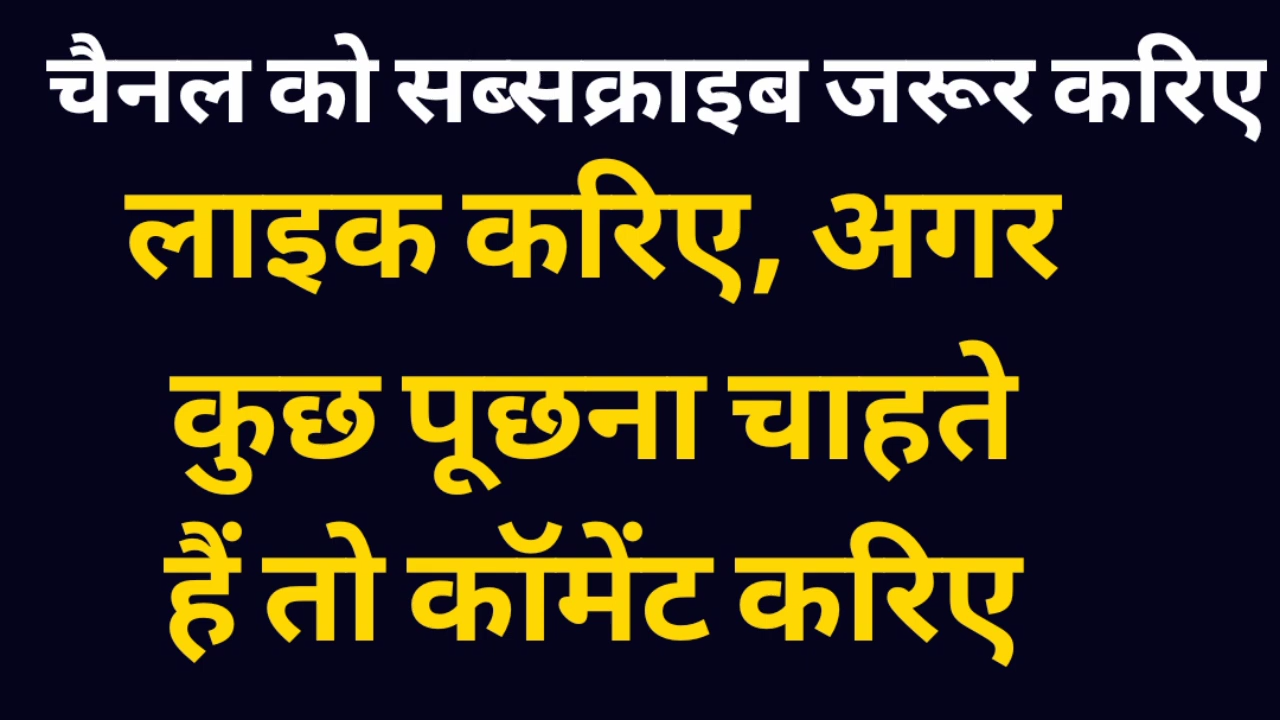 चैनल को सब्सक्राइब जरूर करिए
लाइक करिए, अगर
कुछ पूछना चाहते
हैं तो कॉमेंट करिए